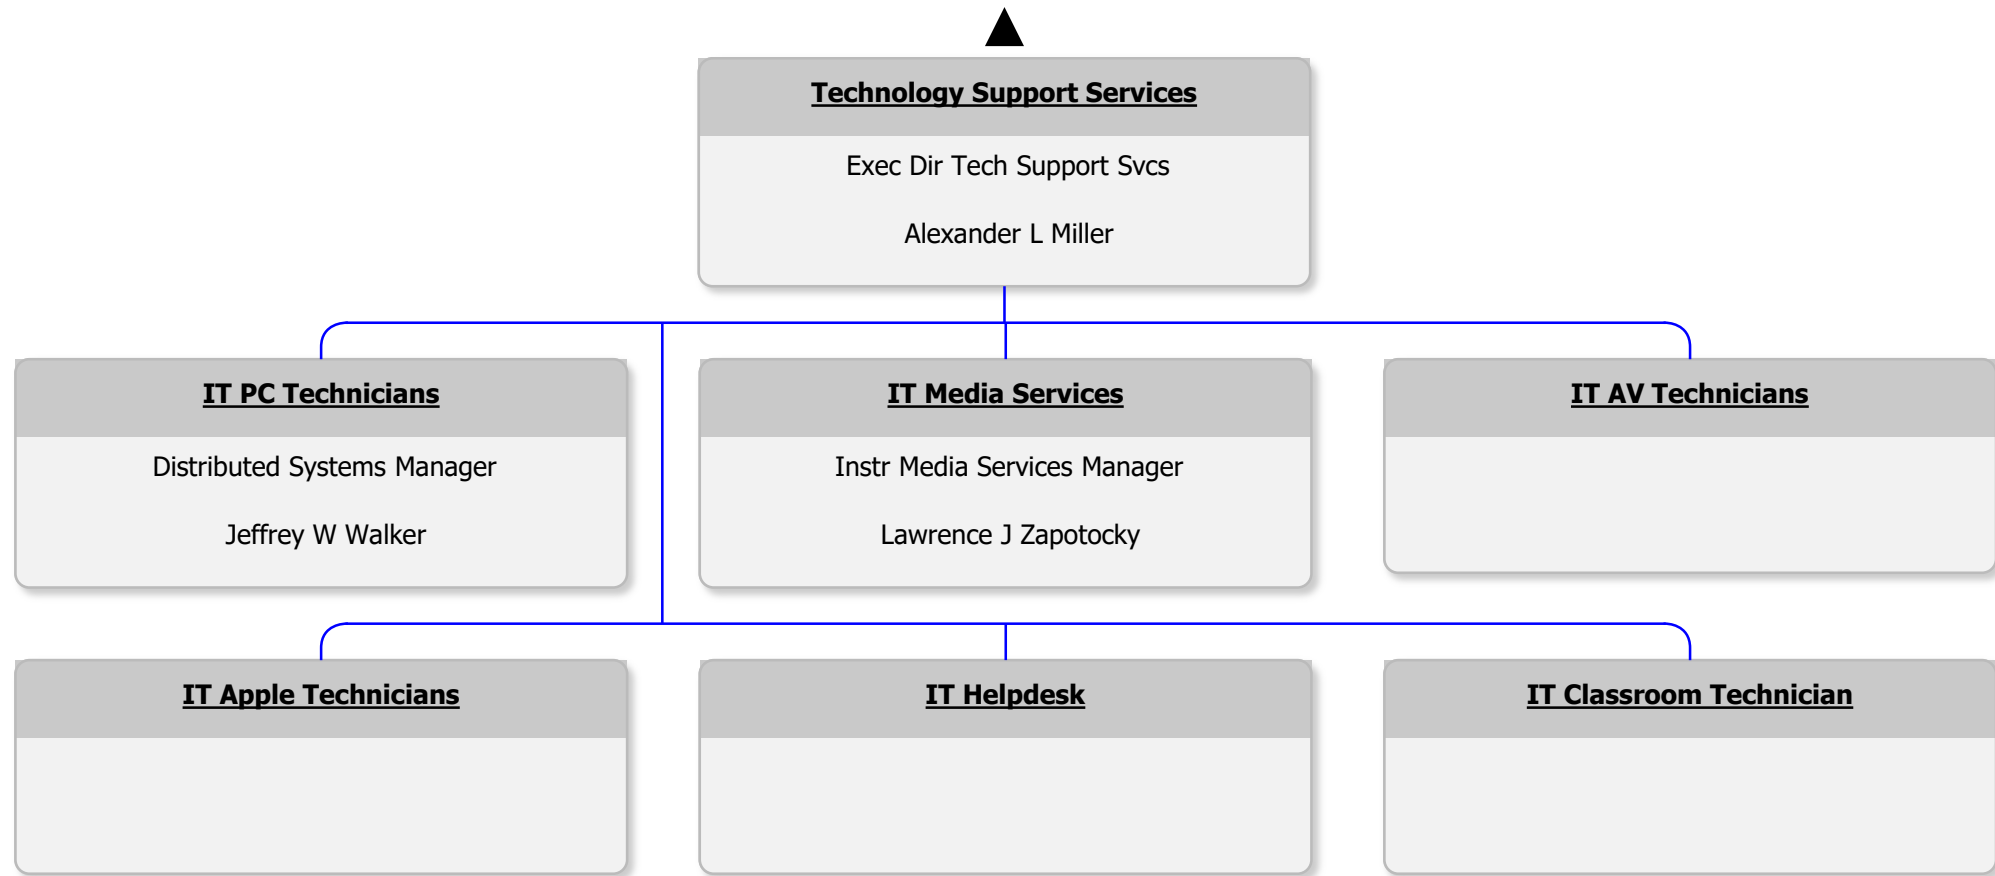 Technology Support Services
Exec Dir Tech Support Svcs
Alexander L Miller
IT PC Technicians
Distributed Systems Manager
Jeffrey W Walker
IT Media Services
Instr Media Services Manager
Lawrence J Zapotocky
IT AV Technicians
IT Apple Technicians
IT Helpdesk
IT Classroom Technician